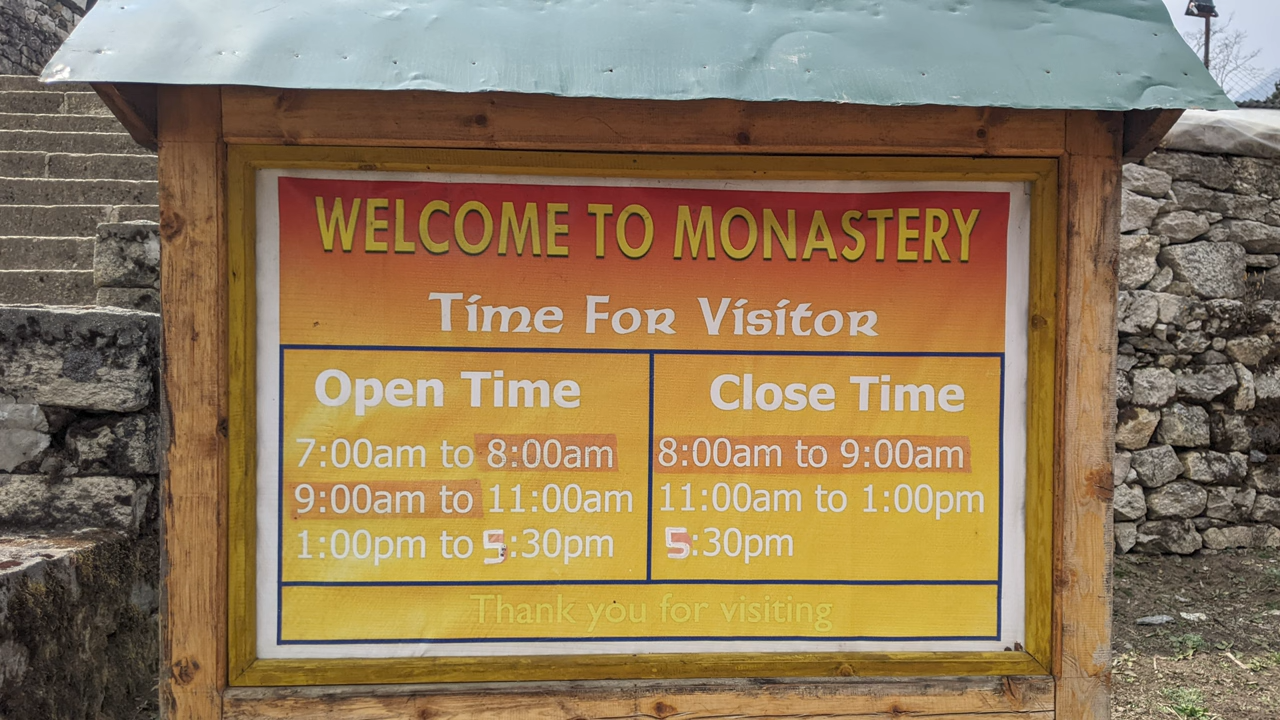 WELCOME TO MONASTERY
Time For Visitor
Open Time
7:00am to 8:00am
9:00am to 11:00am
1:00pm to 5:30pm
Close Time
8:00am to 9:00am
11:00am to 1:00pm
5:30pm
Thank you for visiting